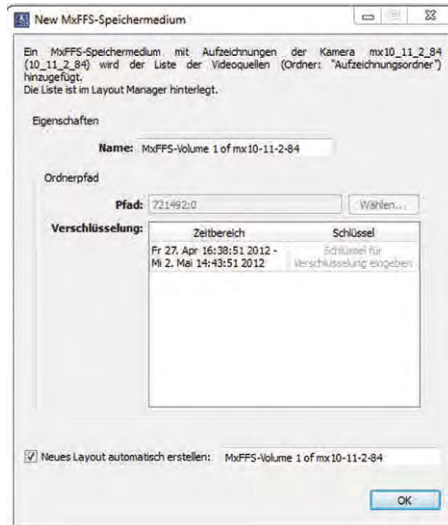 New MxFFS-Speichermedium
Ein MxFFS-Speichermedium mit Aufzeichnungen der Kamera mx10_11_2_84
(10_11_2_84) wird der Liste der Videoquellen (Ordner: "Aufzeichnungsordner")
hinzugefügt.
Die Liste ist im Layout Manager hinterlegt.
Eigenschaften
Name: MxFFS-Volume 1 of mx10-11-2-84
Ordnerpfad
Pfad: 721492:0 Wählen...
Verschlüsselung: Zeitbereich Schlüssel
Fr 27. Apr 16:38:51 2012 - Schlüssel für
Mi 2. Mai 14:43:51 2012 Verschlüsselung eingeben
Neues Layout automatisch erstellen: MxFFS-Volume 1 of mx10-11-2-84
OK